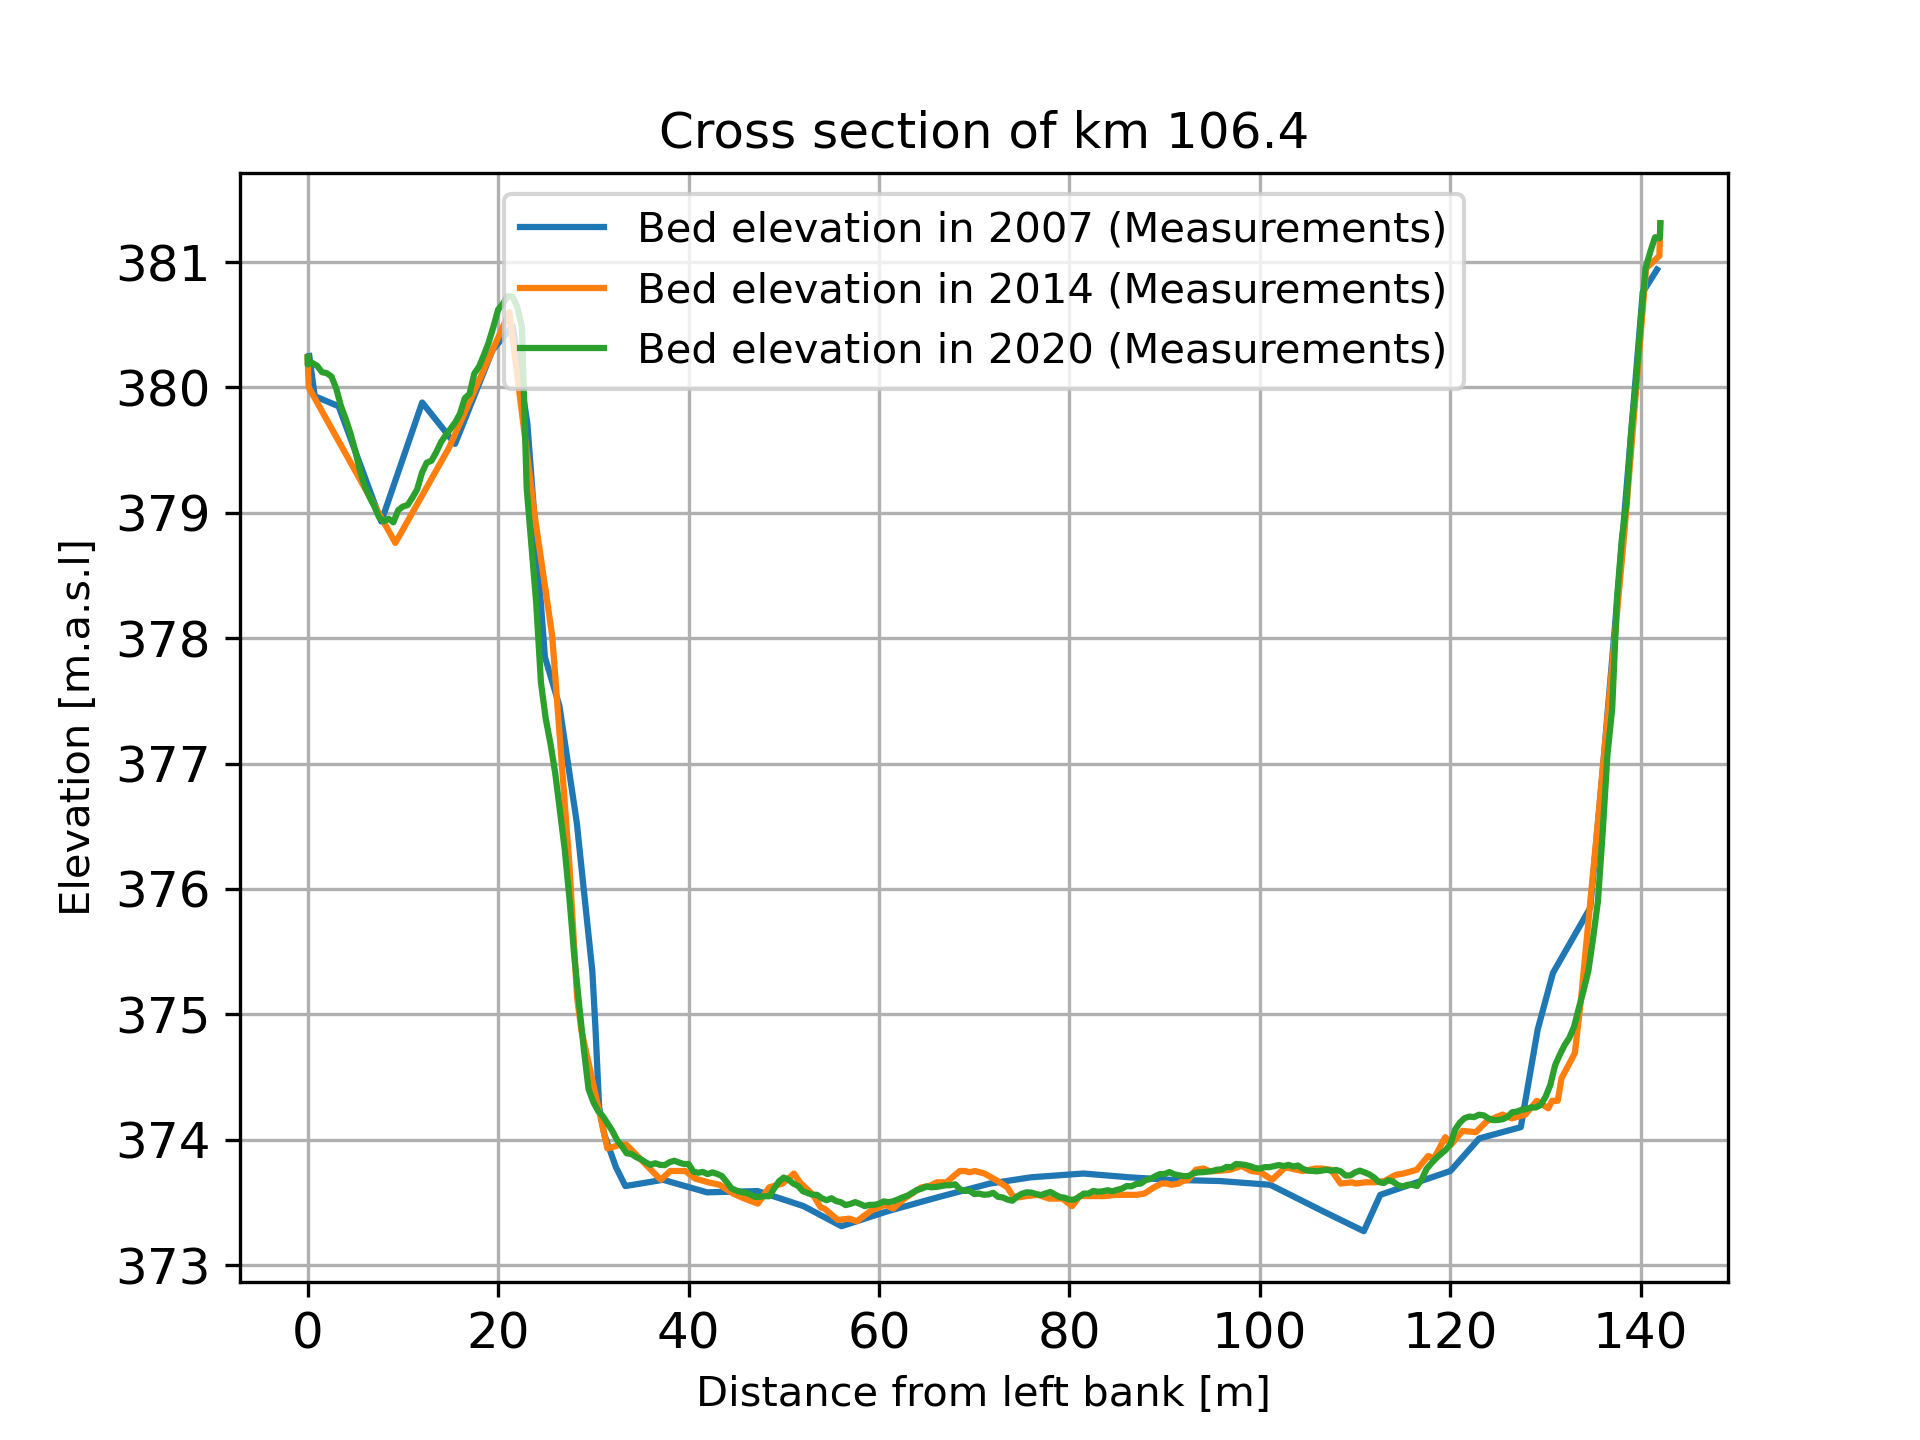 Cross section of km 106.4
Bed elevation in 2007 (Measurements)
Bed elevation in 2014 (Measurements)
Bed elevation in 2020 (Measurements)
Elevation [m.a.s.l]
381
380
379
378
377
376
375
374
373
0 20 40 60 80 100 120 140
Distance from left bank [m]